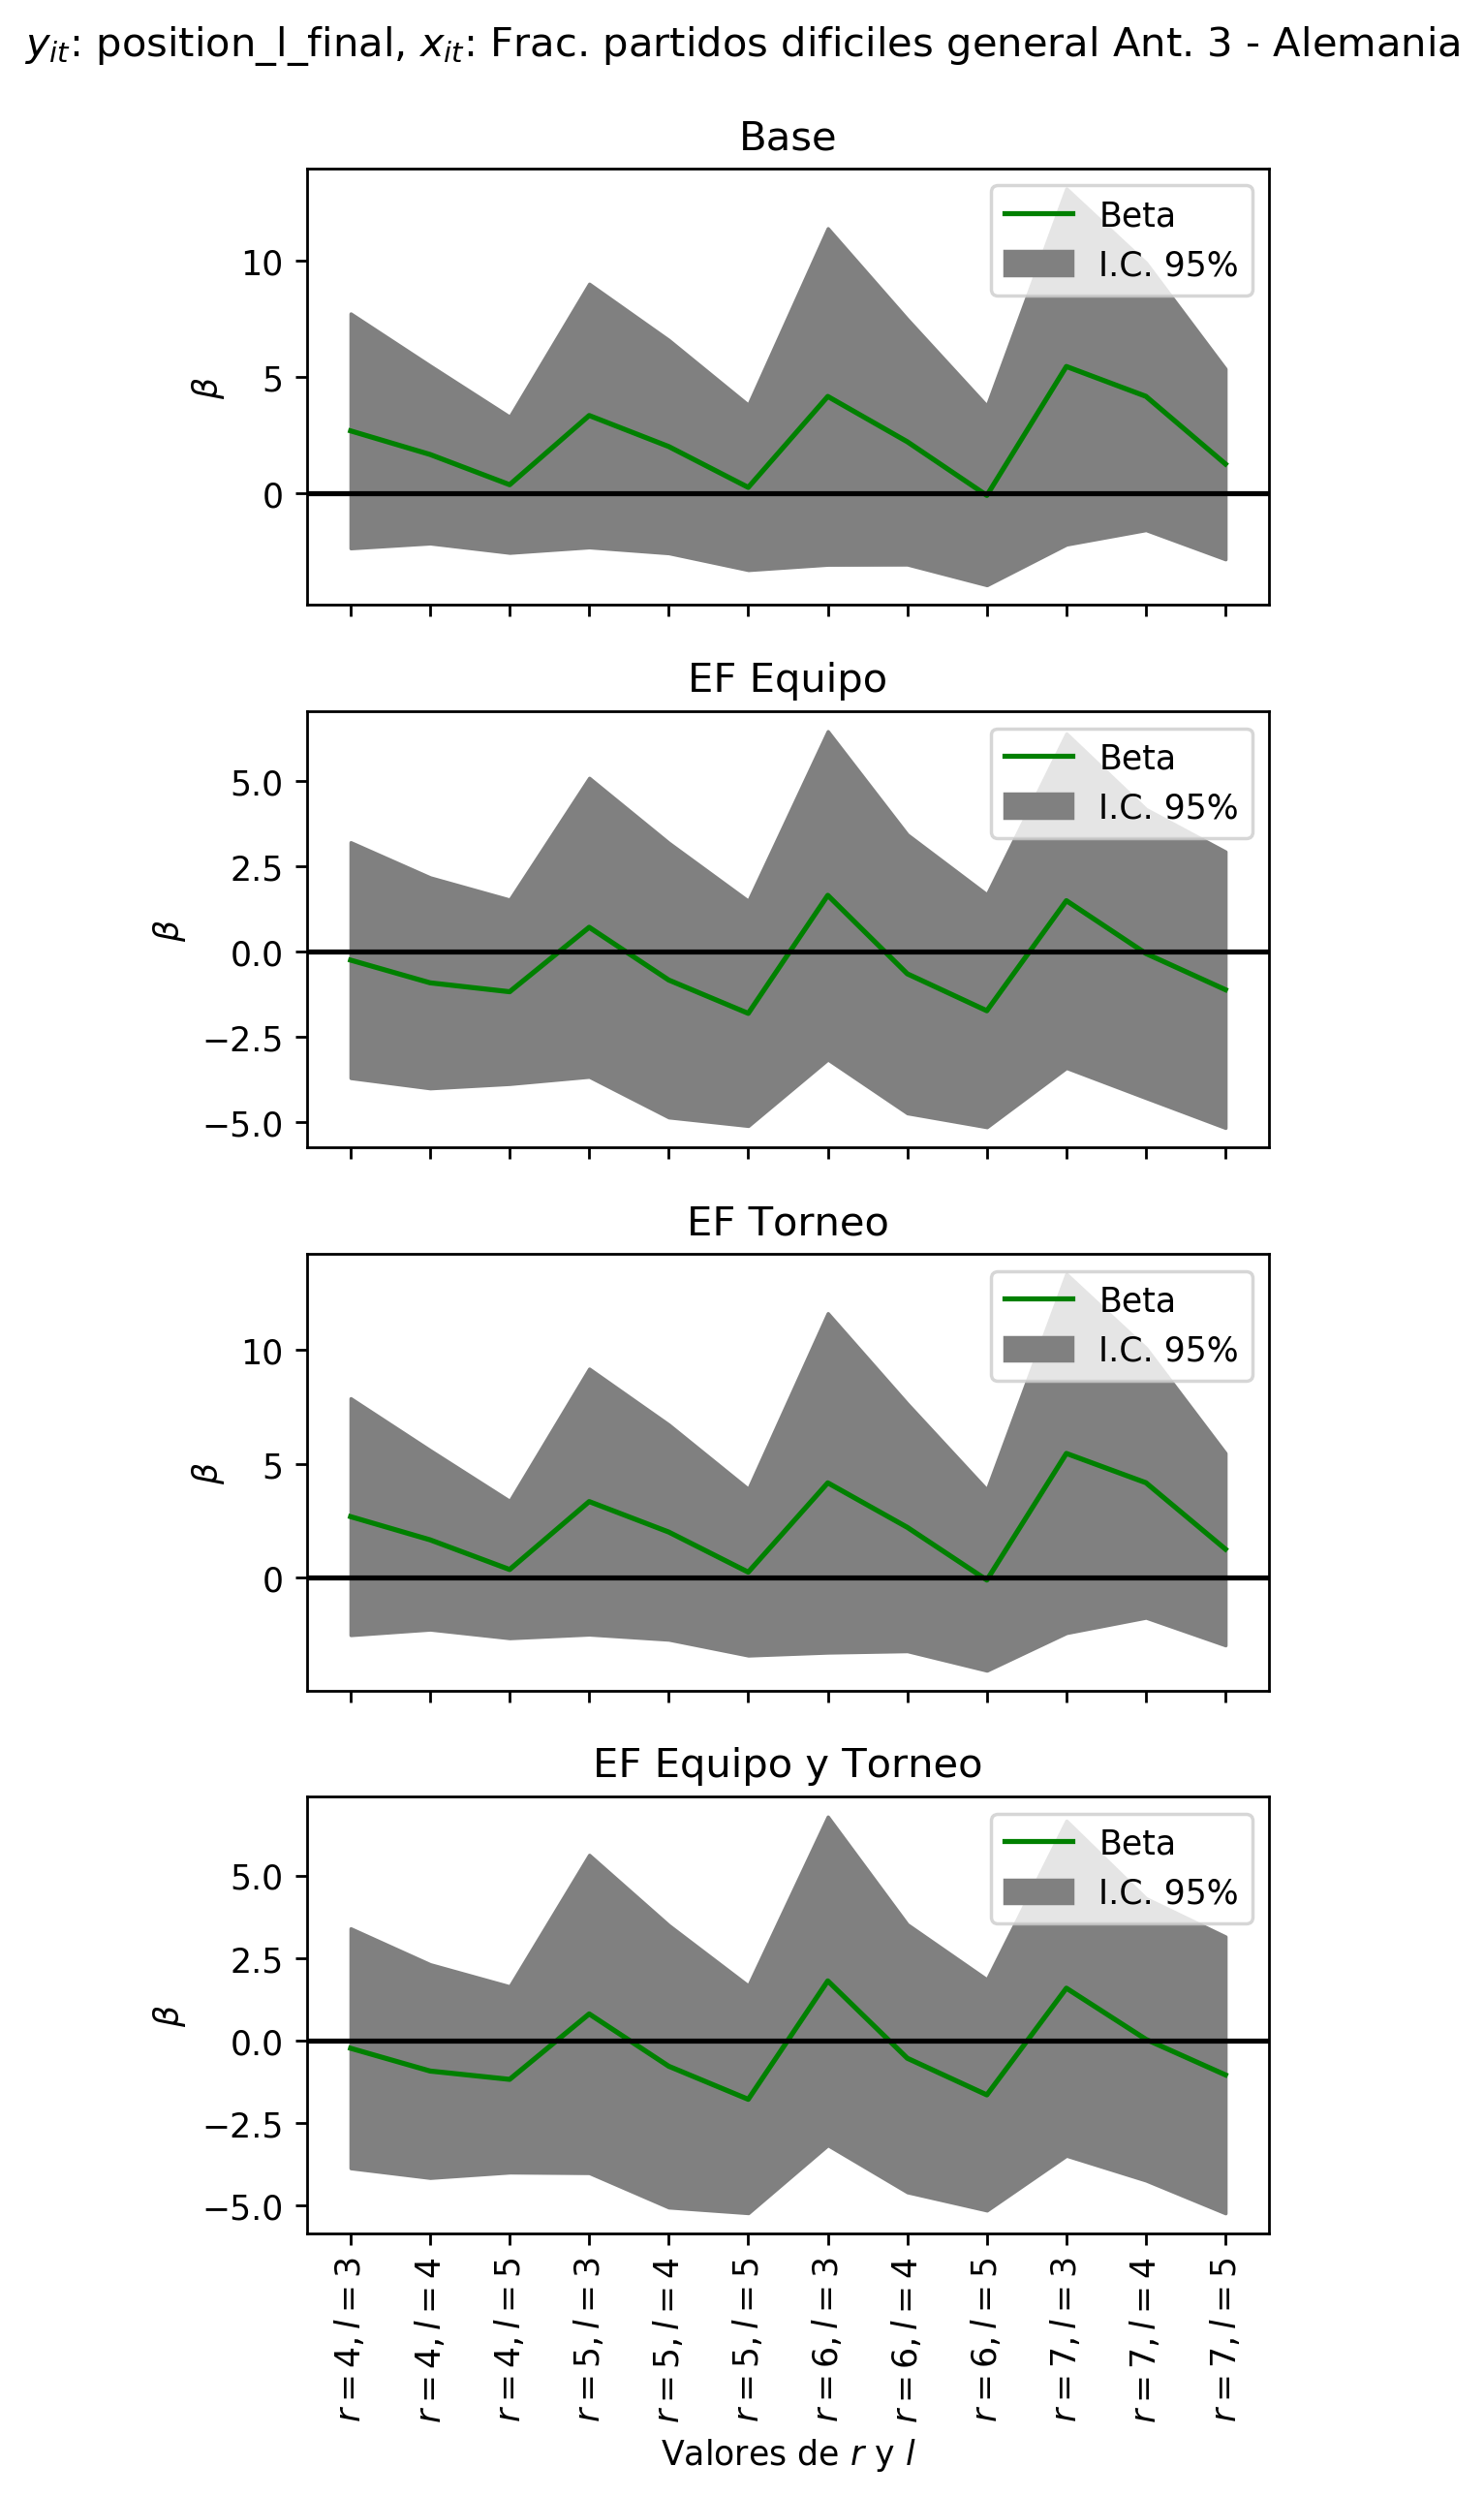 y_it: position_l_final, x_it: Frac. partidos dificiles general Ant. 3 - Alemania
Base
Beta
I.C. 95%
10
5
0
β
EF Equipo
Beta
I.C. 95%
5.0
2.5
0.0
−2.5
−5.0
β
EF Torneo
Beta
I.C. 95%
10
5
0
β
EF Equipo y Torneo
Beta
I.C. 95%
5.0
2.5
0.0
−2.5
−5.0
β
r = 4, l = 3
r = 4, l = 4
r = 4, l = 5
r = 5, l = 3
r = 5, l = 4
r = 5, l = 5
r = 6, l = 3
r = 6, l = 4
r = 6, l = 5
r = 7, l = 3
r = 7, l = 4
r = 7, l = 5
Valores de r y l